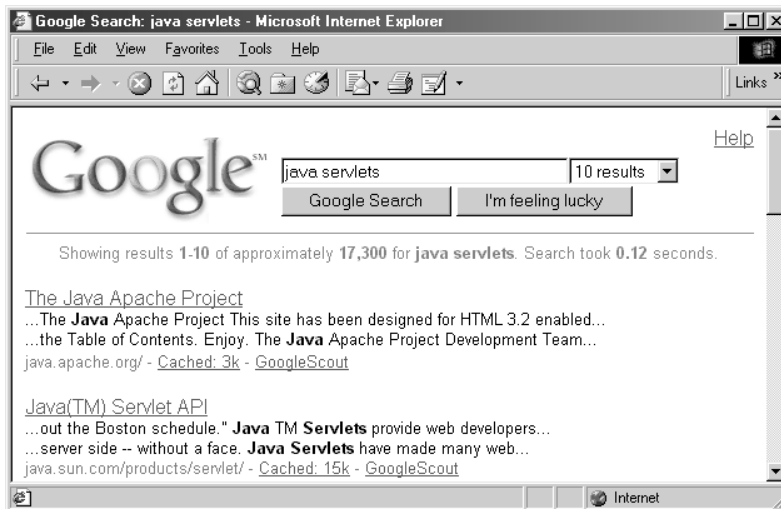 Google Search: java servlets - Microsoft Internet Explorer
File Edit View Favorites Tools Help
Links »
Help
Google℠
java servlets 10 results
Google Search I'm feeling lucky
Showing results 1-10 of approximately 17,300 for java servlets. Search took 0.12 seconds.
The Java Apache Project
...The Java Apache Project This site has been designed for HTML 3.2 enabled...
...the Table of Contents. Enjoy. The Java Apache Project Development Team...
java.apache.org/ - Cached: 3k - GoogleScout
Java(TM) Servlet API
...out the Boston schedule." Java TM Servlets provide web developers...
...server side -- without a face. Java Servlets have made many web...
java.sun.com/products/servlet/ - Cached: 15k - GoogleScout
Internet